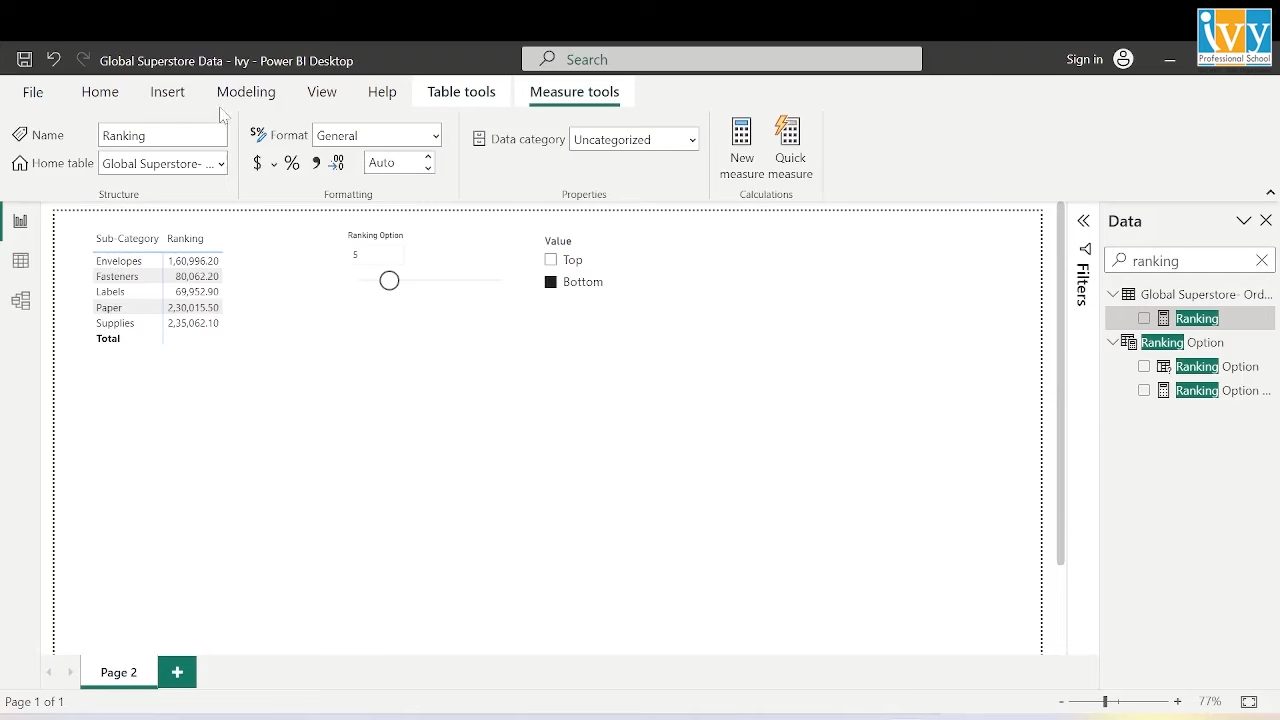 ivy
Professional School
Global Superstore Data - Ivy - Power BI Desktop
Search
Sign in
File
Home
Insert
Modeling
View
Help
Table tools
Measure tools
Name
Ranking
Format
General
Data category
Uncategorized
New
measure
Quick
measure
Home table
Global Superstore- ...
$
%
Auto
Structure
Formatting
Properties
Calculations
Sub-Category Ranking
Envelopes 1,60,996.20
Fasteners 80,062.20
Labels 69,952.90
Paper 2,30,015.50
Supplies 2,35,062.10
Total
Ranking Option
5
Value
Top
Bottom
Filters
Data
ranking
Global Superstore- Ord...
Ranking
Ranking Option
Ranking Option
Ranking Option ...
Page 2
Page 1 of 1
77%